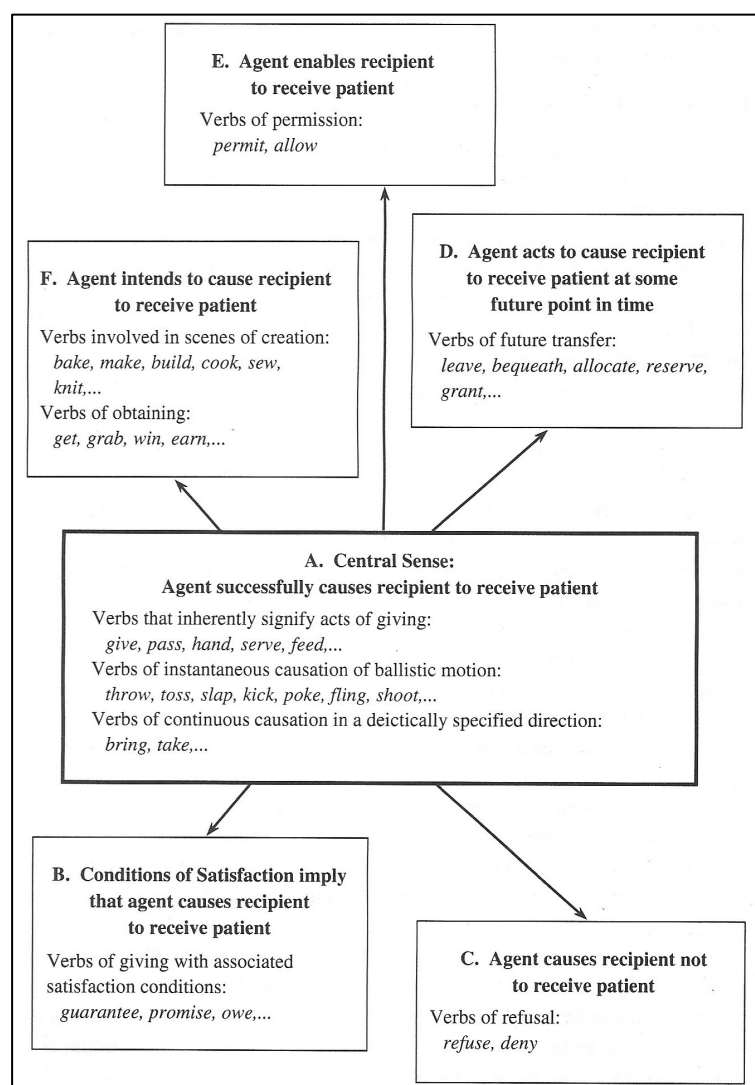 E. Agent enables recipient
to receive patient
Verbs of permission:
permit, allow
F. Agent intends to cause recipient
to receive patient
Verbs involved in scenes of creation:
bake, make, build, cook, sew,
knit,...
Verbs of obtaining:
get, grab, win, earn,...
D. Agent acts to cause recipient
to receive patient at some
future point in time
Verbs of future transfer:
leave, bequeath, allocate, reserve,
grant,...
A. Central Sense:
Agent successfully causes recipient to receive patient
Verbs that inherently signify acts of giving:
give, pass, hand, serve, feed,...
Verbs of instantaneous causation of ballistic motion:
throw, toss, slap, kick, poke, fling, shoot,...
Verbs of continuous causation in a deictically specified direction:
bring, take,...
B. Conditions of Satisfaction imply
that agent causes recipient
to receive patient
Verbs of giving with associated
satisfaction conditions:
guarantee, promise, owe,...
C. Agent causes recipient not
to receive patient
Verbs of refusal:
refuse, deny